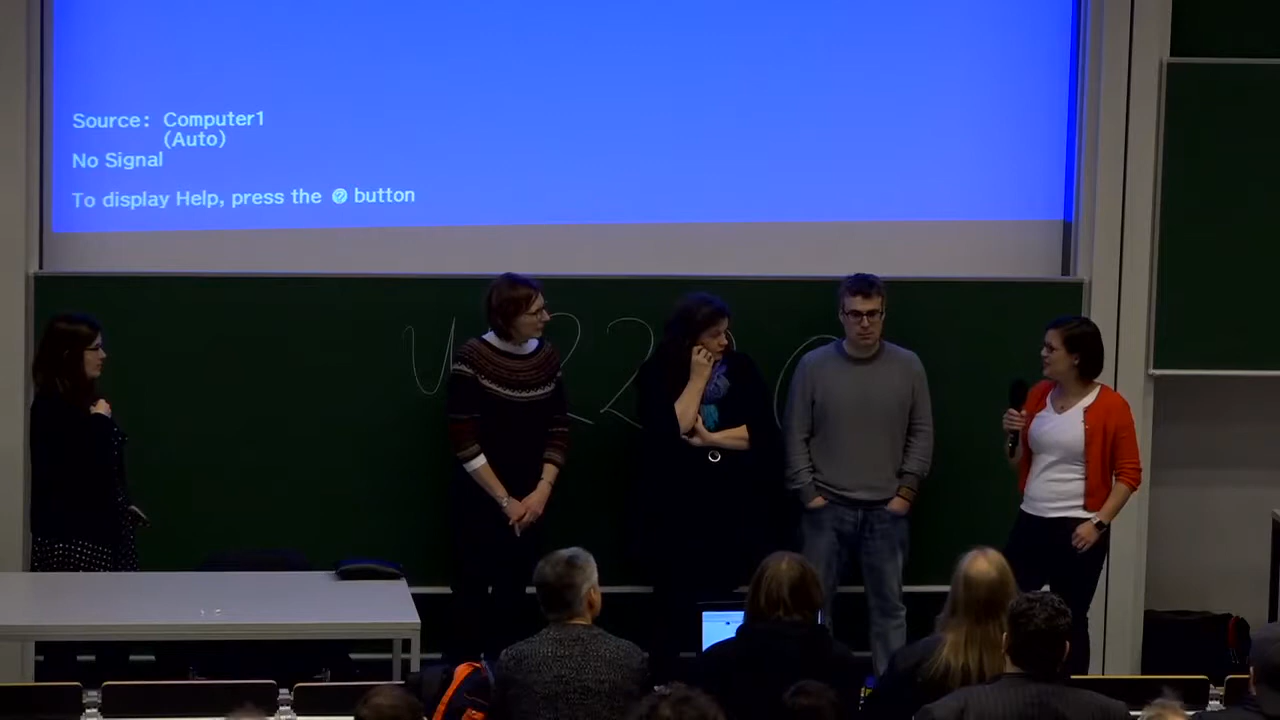 Source: Computer1
(Auto)
No Signal
To display Help, press the button